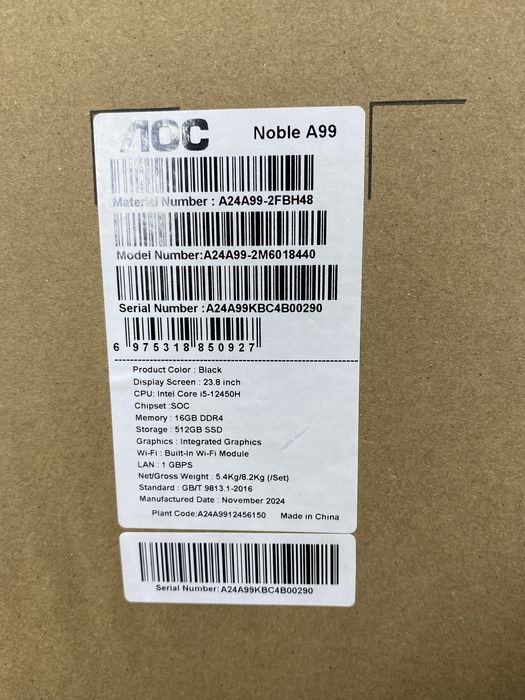 AOC Noble A99
Material Number : A24A99-2FBH48
Model Number:A24A99-2M6018440
Serial Number :A24A99KBC4B00290
6 975318 850927
Product Color : Black
Display Screen : 23.8 inch
CPU: Intel Core i5-12450H
Chipset :SOC
Memory : 16GB DDR4
Storage : 512GB SSD
Graphics : Integrated Graphics
Wi-Fi : Built-In Wi-Fi Module
LAN : 1 GBPS
Net/Gross Weight : 5.4Kg/8.2Kg (/Set)
Standard : GB/T 9813.1-2016
Manufactured Date : November 2024
Plant Code:A24A9912456150 Made in China
Serial Number:A24A99KBC4B00290